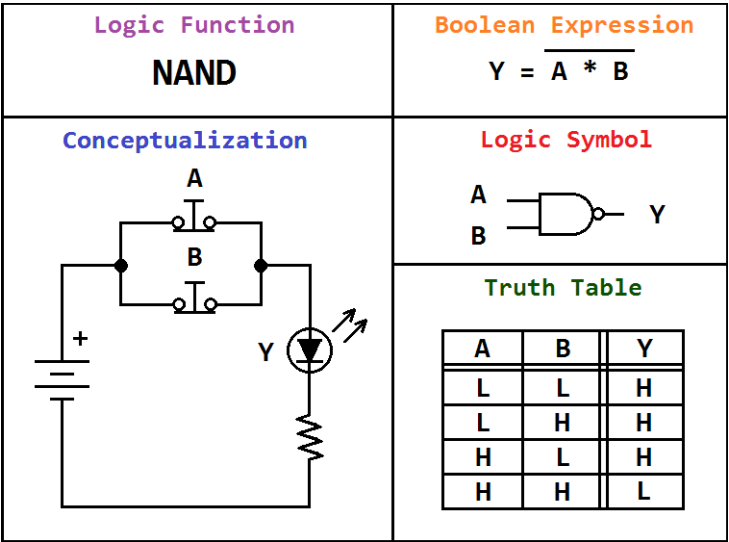 Logic Function
NAND
Boolean Expression
Y = A * B
Conceptualization
A
B
+
Y
Logic Symbol
A
B
Y
Truth Table
A B Y
L L H
L H H
H L H
H H L